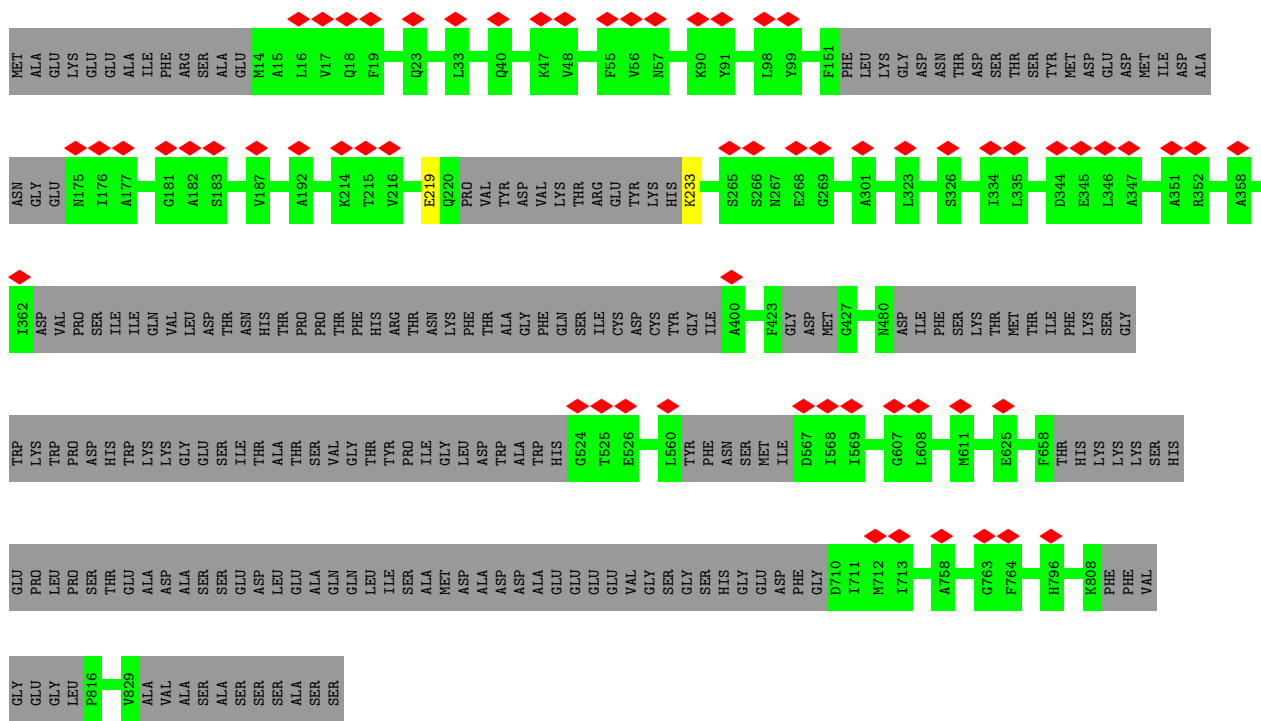 MET ALA GLU LYS GLU GLU ALA ILE PHE ARG SER ALA GLU M14 A15 L16 V17 Q18 F19 Q23 L33 Q40 K47 V48 F55 V56 N57 K90 Y91 L98 Y99 F151 PHE LEU LYS GLY ASP ASN THR ASP SER THR SER TYR MET ASP GLU ASP MET ILE ASP ALA
ASN GLY GLU N175 I176 A177 G181 A182 S183 V187 A192 K214 T215 V216 E219 Q220 PRO VAL TYR ASP VAL LYS THR ARG GLU TYR LYS HIS K233 S265 S266 N267 E268 G269 A301 L323 S326 I334 L335 D344 E345 L346 A347 A351 R352 A358
I362 ASP VAL PRO SER ILE ILE GLN VAL LEU ASP THR ASN HIS THR PRO PRO THR PHE HIS ARG THR ASN LYS PHE THR ALA GLY PHE GLN SER ILE CYS ASP CYS TYR GLY ILE A400 F423 GLY ASP MET G427 N480 ASP ILE PHE SER LYS THR MET THR ILE PHE LYS SER GLY
TRP LYS TRP PRO ASP HIS TRP LYS LYS GLY GLU SER ILE THR ALA THR SER VAL GLY THR TYR PRO ILE GLY LEU ASP TRP ALA TRP HIS G524 T525 E526 L560 TYR PHE ASN SER MET ILE D567 I568 I569 G607 L608 M611 E625 F658 THR HIS LYS LYS LYS SER HIS
GLU PRO LEU PRO SER THR GLU ALA ASP ALA SER SER GLU ASP LEU GLU ALA GLN GLN LEU ILE SER ALA MET ASP ALA ASP ASP ALA GLU GLU GLU GLU VAL GLY SER GLY SER HIS GLY GLU ASP PHE GLY D710 I711 M712 I713 A758 G763 F764 H796 K808 PHE PHE VAL
GLY GLU GLY LEU P816 V829 ALA VAL ALA SER ALA SER SER SER ALA SER SER